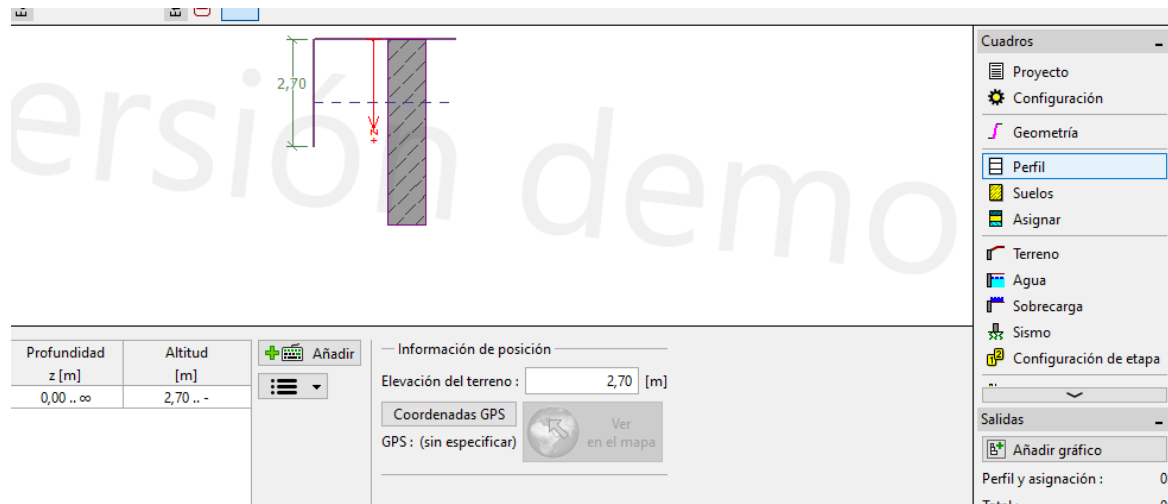 ersión demo
2,70
+z
Cuadros
Proyecto
Configuración
Geometría
Perfil
Suelos
Asignar
Terreno
Agua
Sobrecarga
Sismo
Configuración de etapa
Salidas
Añadir gráfico
Perfil y asignación : 0
Profundidad Altitud
z [m] [m]
0,00 .. ∞ 2,70 .. -
Añadir
Información de posición
Elevación del terreno : 2,70 [m]
Coordenadas GPS
GPS : (sin especificar)
Ver
en el mapa